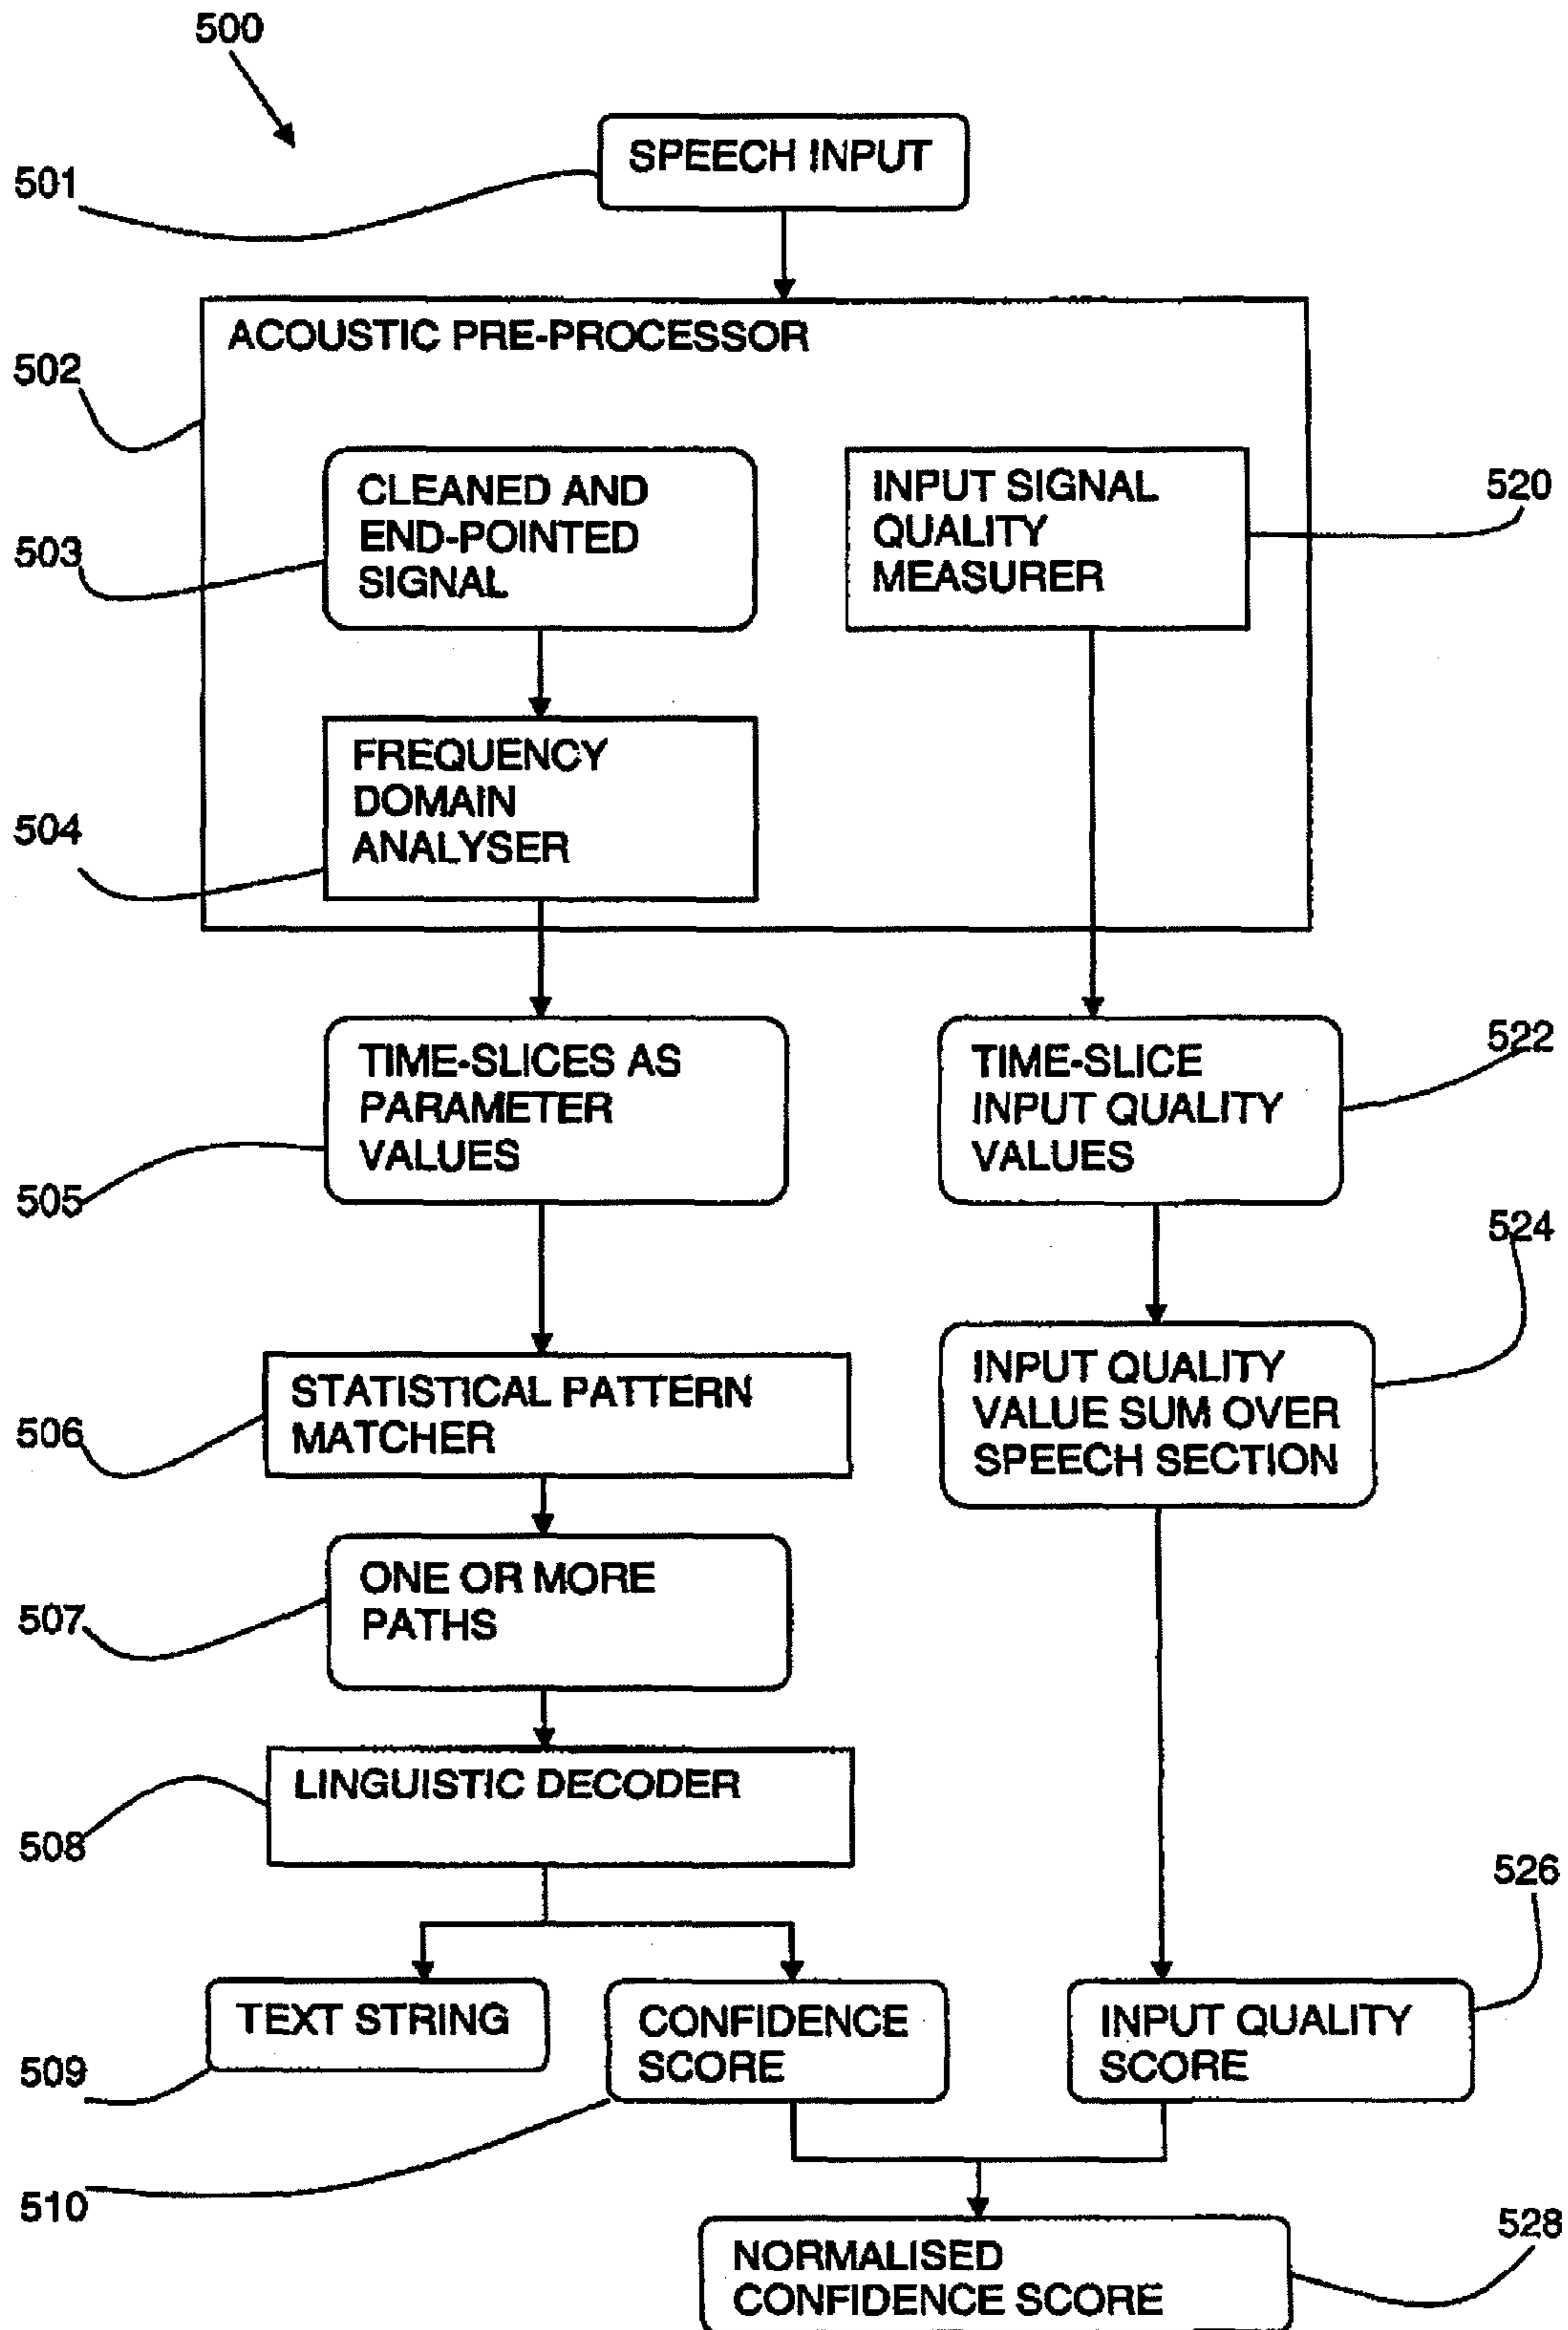 500
501
SPEECH INPUT
ACOUSTIC PRE-PROCESSOR
502
CLEANED AND
END-POINTED
SIGNAL
503
INPUT SIGNAL
QUALITY
MEASURER
520
FREQUENCY
DOMAIN
ANALYSER
504
TIME-SLICES AS
PARAMETER
VALUES
505
TIME-SLICE
INPUT QUALITY
VALUES
522
524
STATISTICAL PATTERN
MATCHER
506
INPUT QUALITY
VALUE SUM OVER
SPEECH SECTION
ONE OR MORE
PATHS
507
LINGUISTIC DECODER
508
526
TEXT STRING
509
CONFIDENCE
SCORE
510
INPUT QUALITY
SCORE
NORMALISED
CONFIDENCE SCORE
528